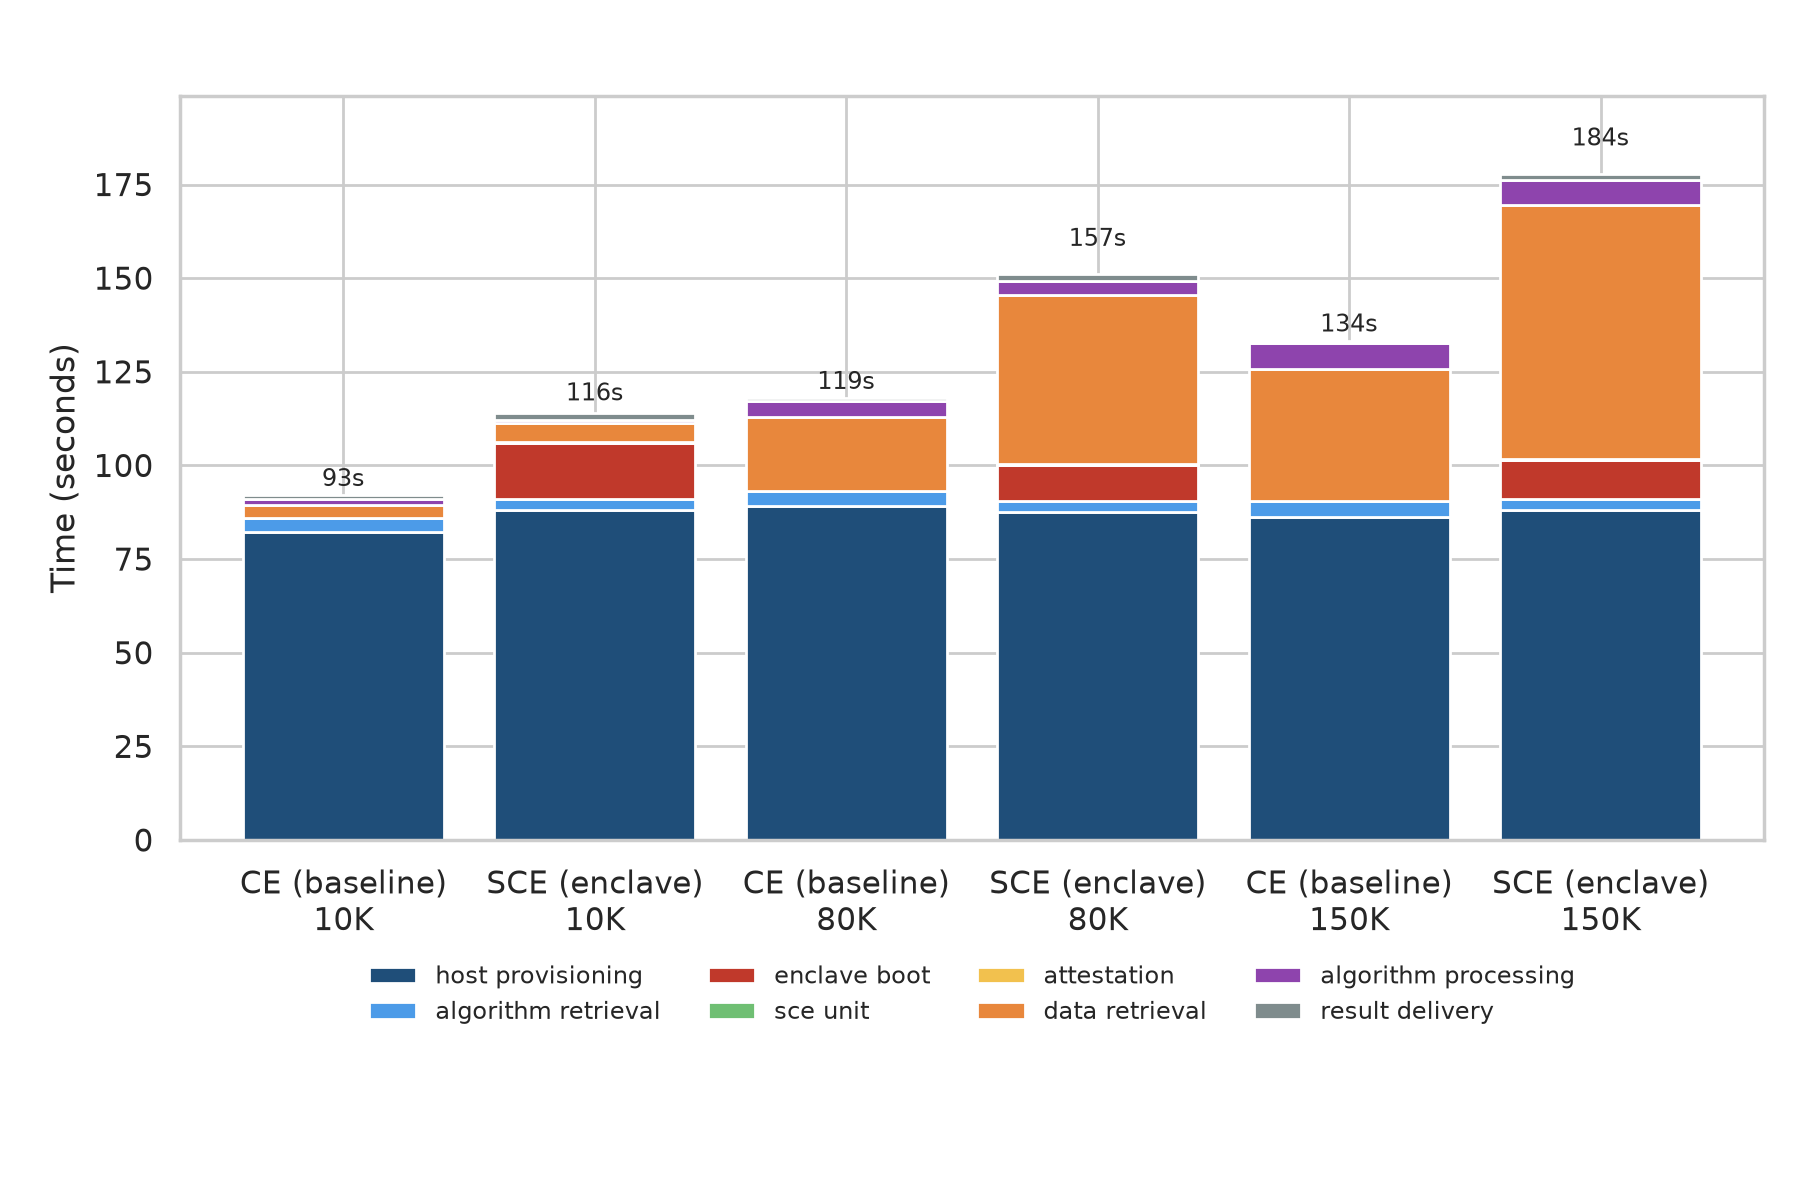 184s
175
157s
150
134s
125
116s
119s
100
93s
75
50
25
0
Time (seconds)
CE (baseline) SCE (enclave) CE (baseline) SCE (enclave) CE (baseline) SCE (enclave)
10K 10K 80K 80K 150K 150K
host provisioning enclave boot attestation algorithm processing
algorithm retrieval sce unit data retrieval result delivery